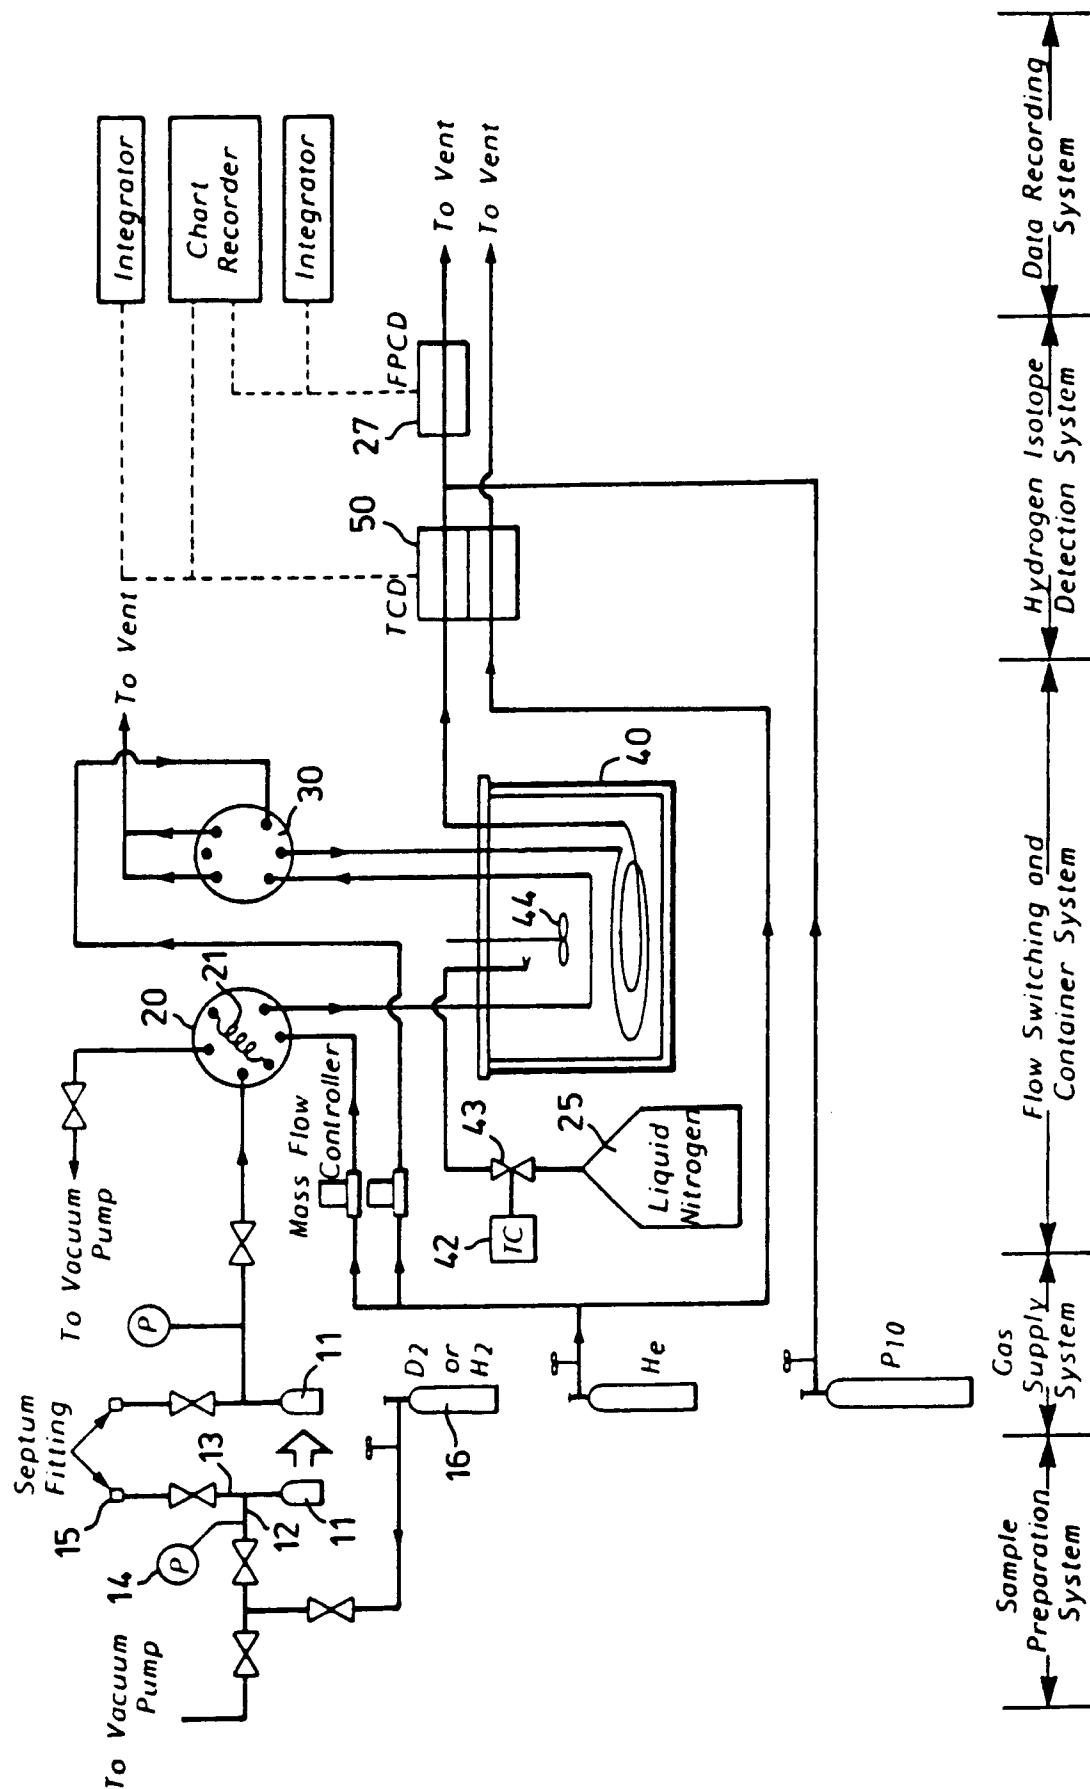 To Vacuum
Pump
14
P
15
Septum
Fitting
13
12
11
11
P
To Vacuum
Pump
20
21
Mass Flow
Controller
30
To Vent
Integrator
Chart
Recorder
Integrator
D2
or
H2
16
He
P10
42
TC
43
25
Liquid
Nitrogen
44
40
TCD
50
27
FPCD
To Vent
To Vent
Sample
Preparation
System
Gas
Supply
System
Flow Switching and
Container System
Hydrogen Isotope
Detection System
Data Recording
System